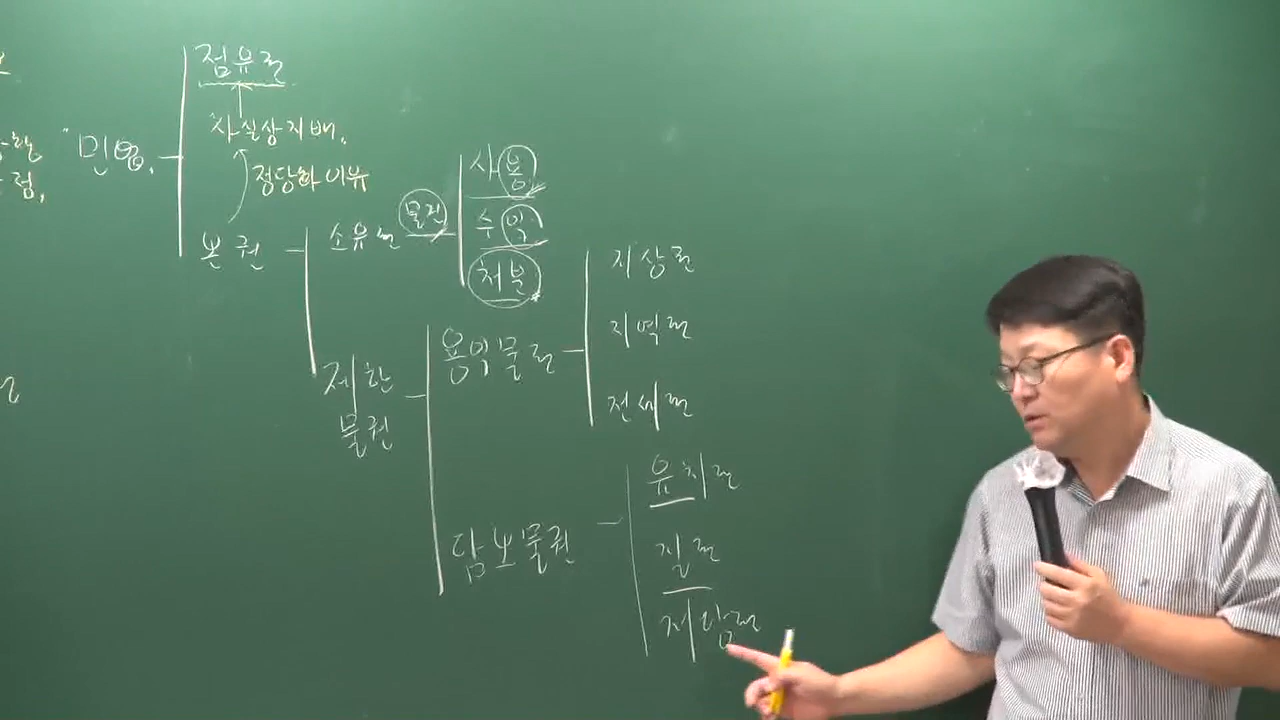 점유권
사실상 지배.
민법.
정당한 이유
본권
소유권
물건
사용
수익
처분
제한
물권
용익물권
지상권
지역권
전세권
담보물권
유치권
질권
저당권